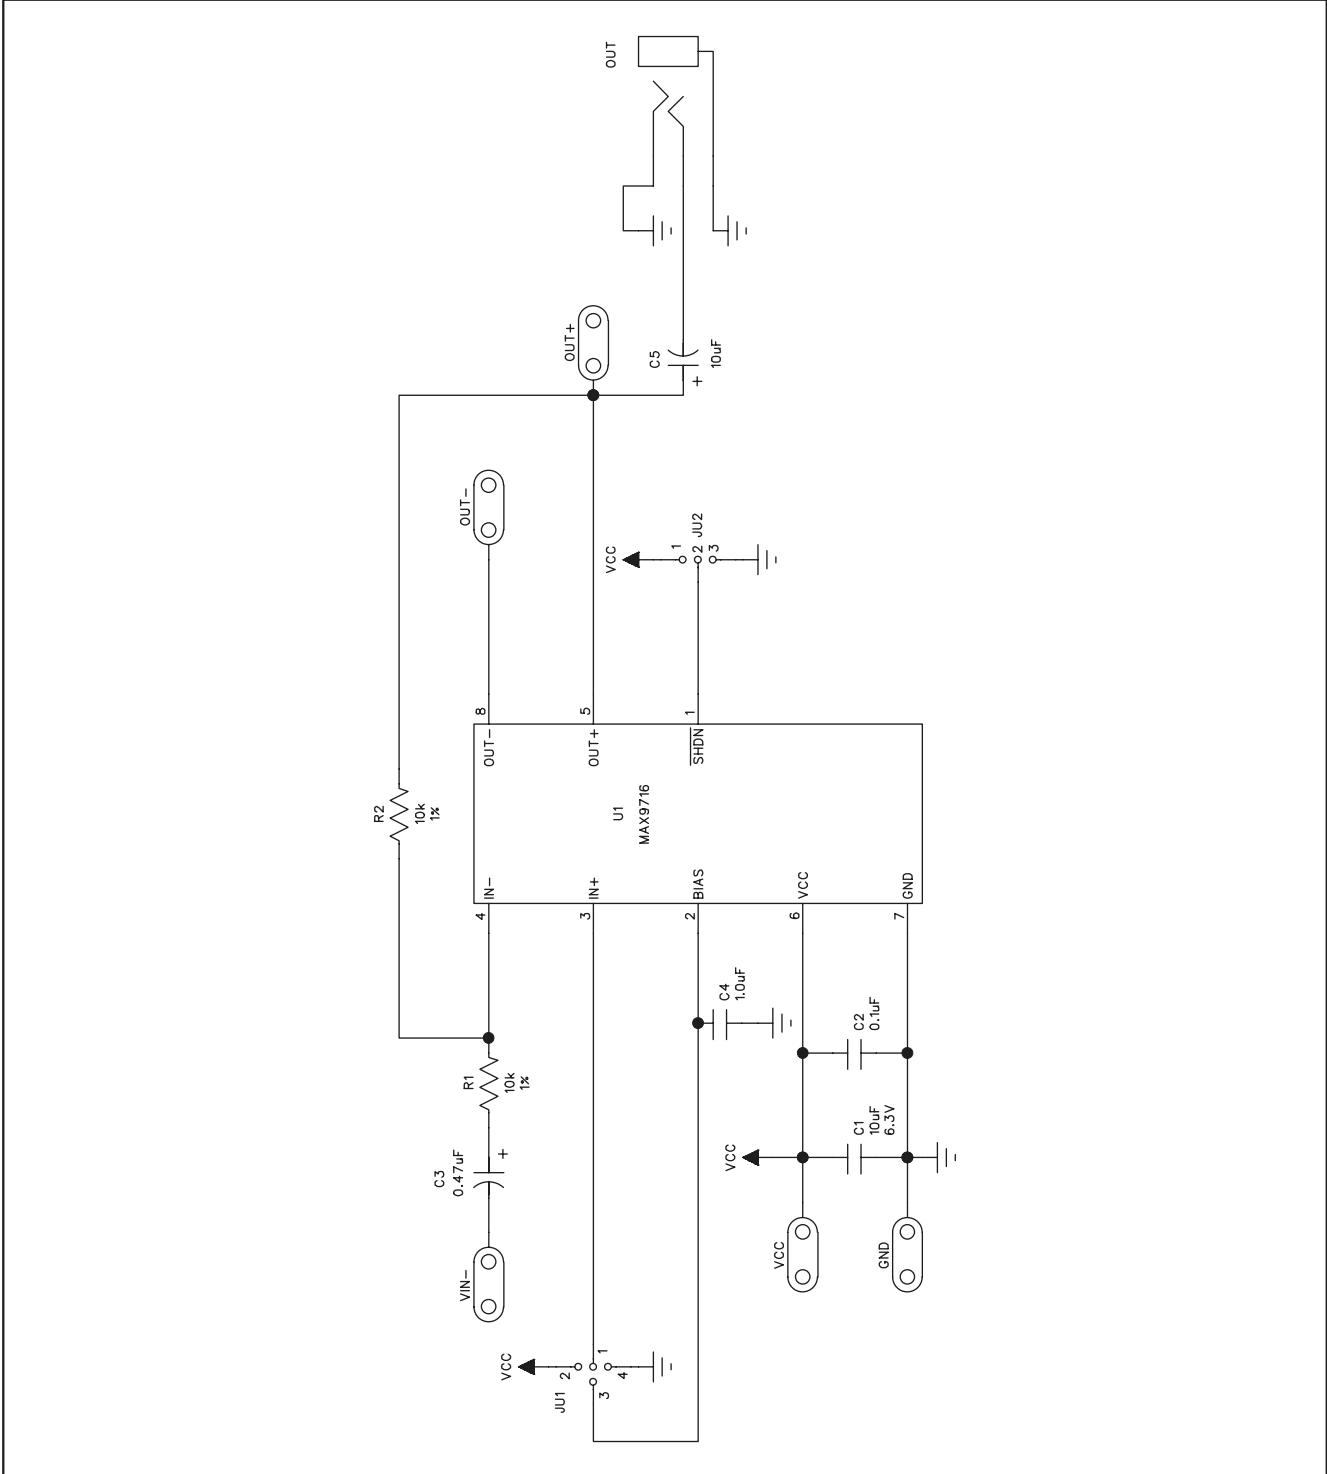 OUT
OUT+
C5
10uF
+
OUT-
VCC
1
2
3
JU2
R2
10k
1%
8
5
1
OUT-
OUT+
SHDN
U1
MAX9716
IN-
IN+
BIAS
VCC
GND
4
3
2
6
7
C4
1.0uF
C2
0.1uF
R1
10k
1%
C1
10uF
6.3V
C3
0.47uF
+
VCC
VIN-
VCC
GND
VCC
JU1
2
1
3
4